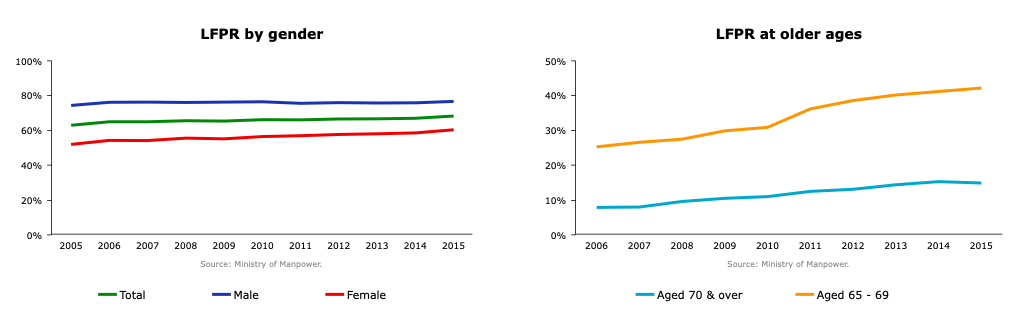 LFPR by gender
100%
80%
60%
40%
20%
0%
2005 2006 2007 2008 2009 2010 2011 2012 2013 2014 2015
Source: Ministry of Manpower.
Total Male Female
LFPR at older ages
50%
40%
30%
20%
10%
0%
2006 2007 2008 2009 2010 2011 2012 2013 2014 2015
Source: Ministry of Manpower.
Aged 70 & over Aged 65 - 69